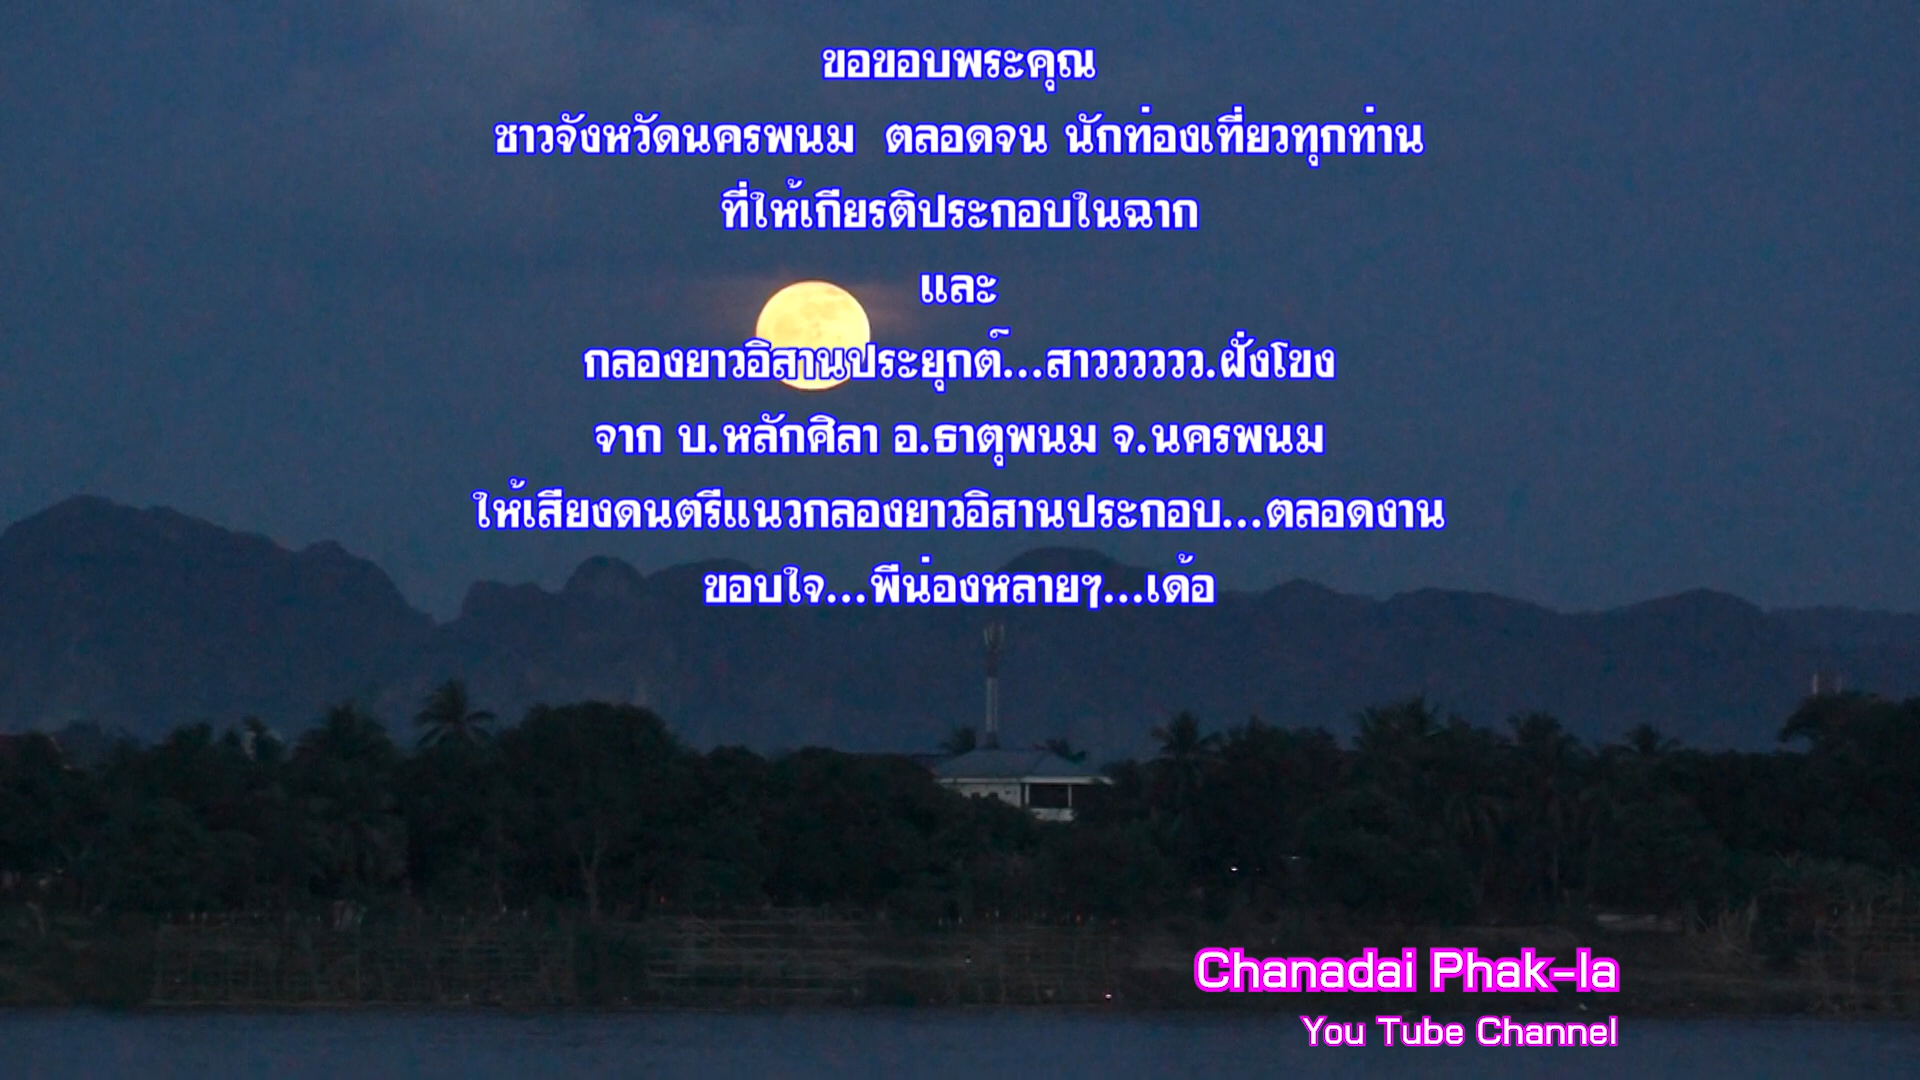 ขอขอบพระคุณ
ชาวจังหวัดนครพนม  ตลอดจน นักท่องเที่ยวทุกท่าน
ที่ให้เกียรติประกอบในฉาก
และ
กลองยาวอิสานประยุกต์...สาวววววว.ฝั่งโขง
จาก บ.หลักศิลา อ.ธาตุพนม จ.นครพนม
ให้เสียงดนตรีแนวกลองยาวอิสานประกอบ...ตลอดงาน
ขอบใจ...พี่น่องหลายๆ...เด้อ
Chanadai Phak-la
You Tube Channel